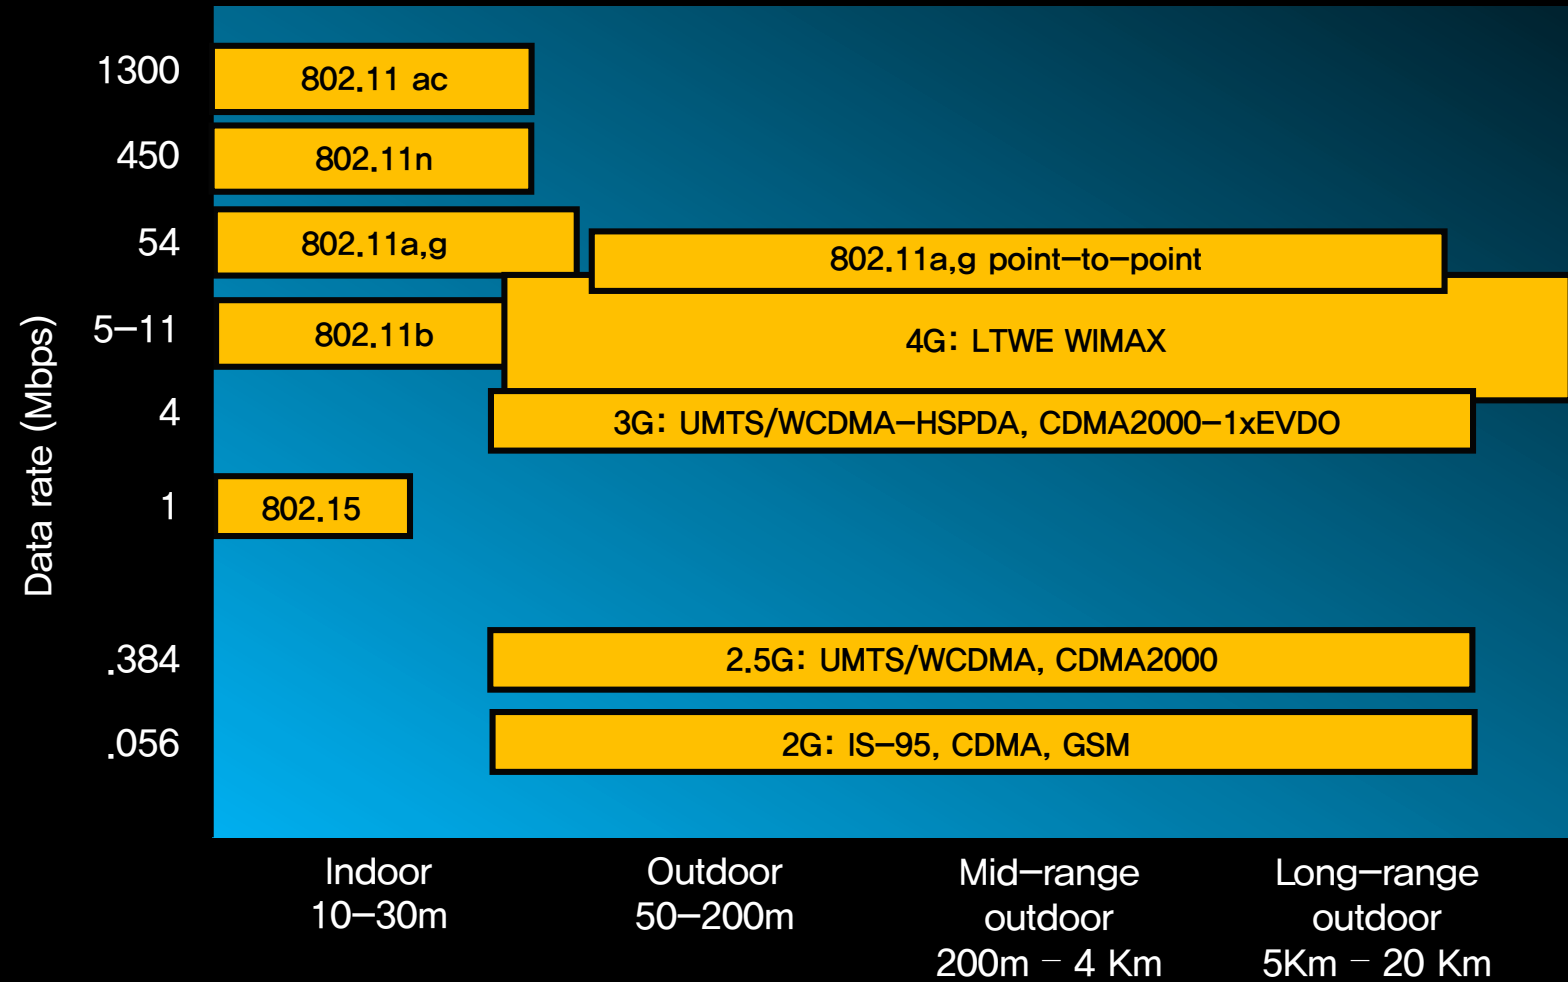 Data rate (Mbps)
1300
450
54
5–11
4
1
.384
.056
802.11 ac
802.11n
802.11a,g
802.11a,g point–to–point
802.11b
4G: LTWE WIMAX
3G: UMTS/WCDMA–HSPDA, CDMA2000–1xEVDO
802.15
2.5G: UMTS/WCDMA, CDMA2000
2G: IS–95, CDMA, GSM
Indoor
10–30m
Outdoor
50–200m
Mid–range
outdoor
200m – 4 Km
Long–range
outdoor
5Km – 20 Km